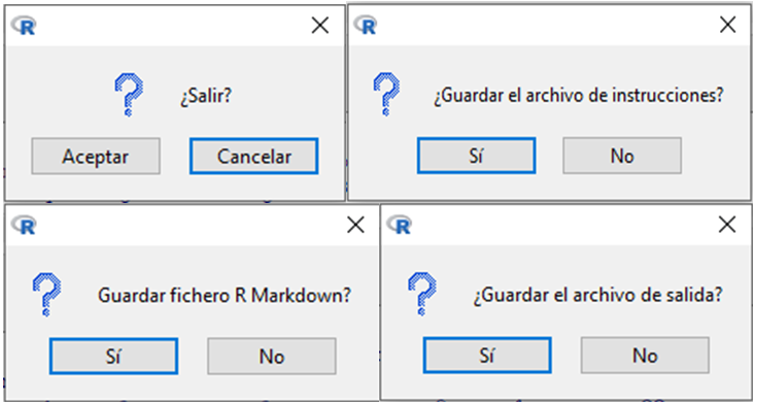 ¿Salir?
Aceptar Cancelar
¿Guardar el archivo de instrucciones?
Sí No
Guardar fichero R Markdown?
Sí No
¿Guardar el archivo de salida?
Sí No